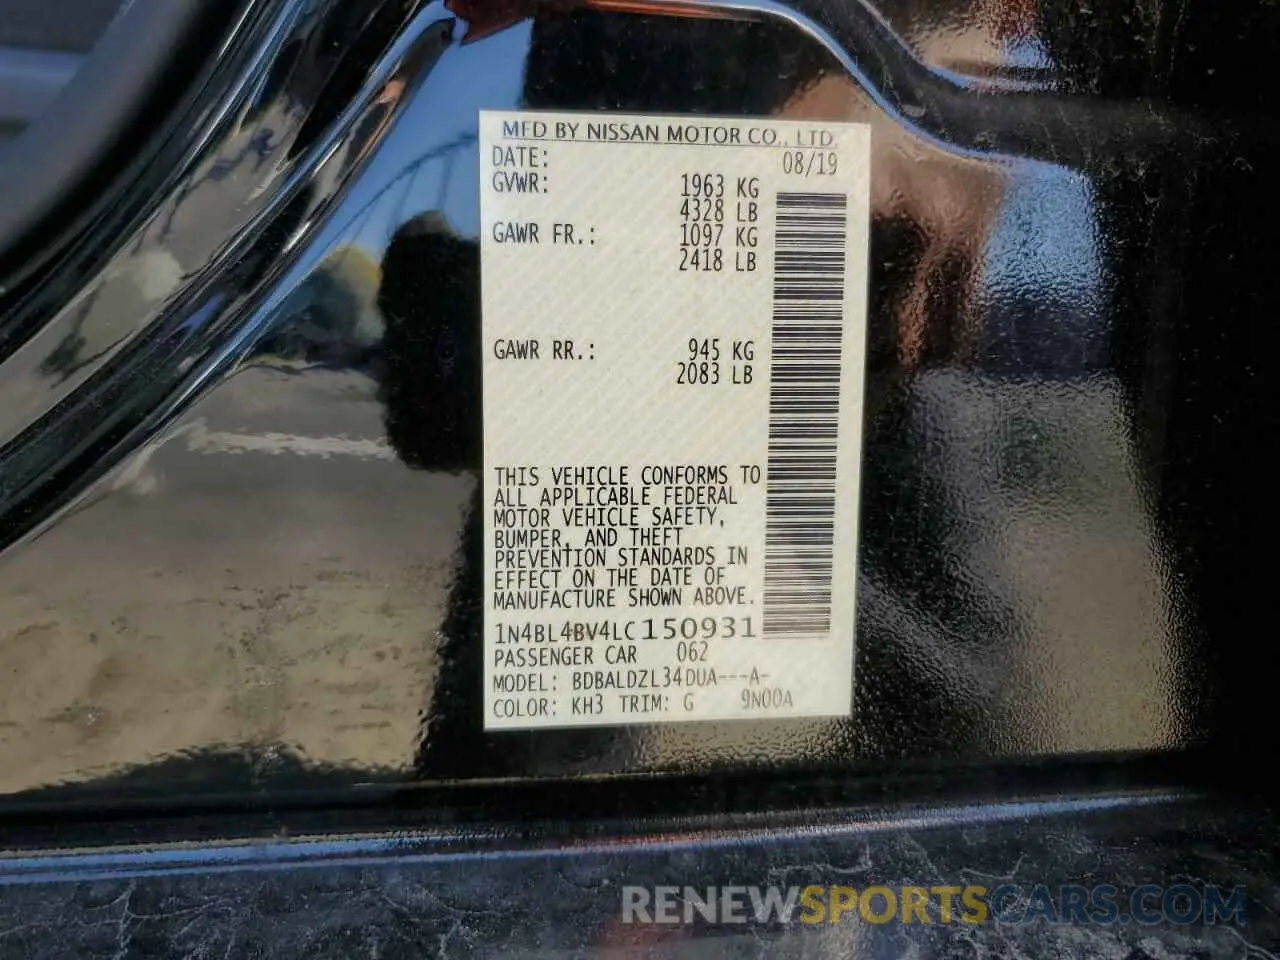 MFD BY NISSAN MOTOR CO., LTD.
DATE: 08/19
GVWR: 1963 KG
4328 LB
GAWR FR.: 1097 KG
2418 LB
GAWR RR.: 945 KG
2083 LB
THIS VEHICLE CONFORMS TO
ALL APPLICABLE FEDERAL
MOTOR VEHICLE SAFETY,
BUMPER, AND THEFT
PREVENTION STANDARDS IN
EFFECT ON THE DATE OF
MANUFACTURE SHOWN ABOVE.
1N4BL4BV4LC150931
PASSENGER CAR 062
MODEL: BDBALDZL34DUA---A-
COLOR: KH3 TRIM: G 9N00A
RENEWSPORTSCARS.COM